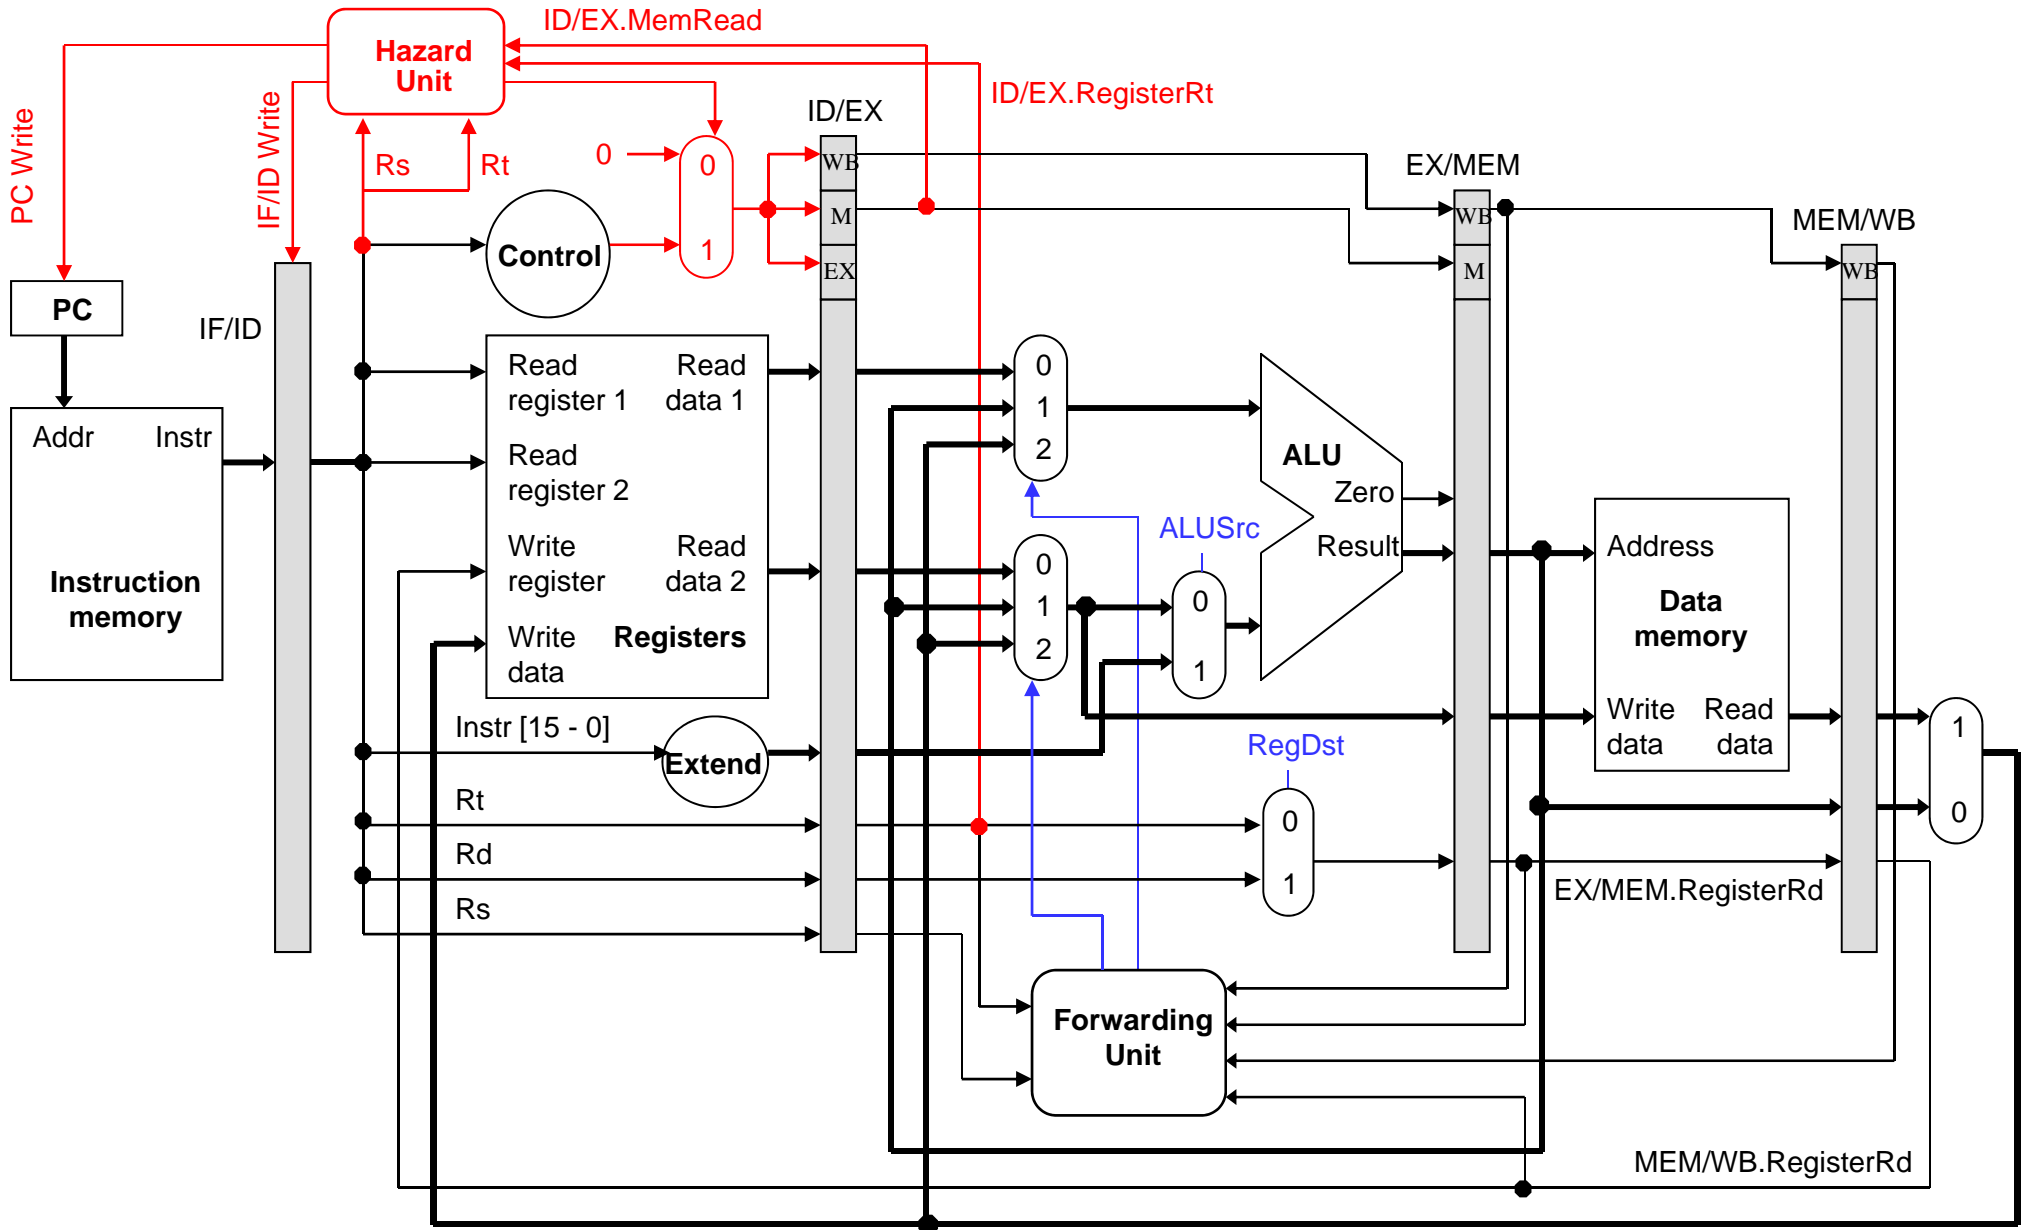 ID/EX.MemRead
Hazard
Unit
ID/EX.RegisterRt
PC Write
IF/ID Write
Rs
Rt
0
0
1
ID/EX
WB
M
EX
EX/MEM
WB
M
MEM/WB
WB
Control
PC
IF/ID
Addr
Instr
Instruction
memory
Read
register 1
Read
data 1
Read
register 2
Write
register
Read
data 2
Write
data
Registers
0
1
2
0
1
2
ALUSrc
0
1
ALU
Zero
Result
Address
Data
memory
Write
data
Read
data
1
0
Instr [15 - 0]
Extend
RegDst
Rt
0
Rd
1
Rs
EX/MEM.RegisterRd
Forwarding
Unit
MEM/WB.RegisterRd